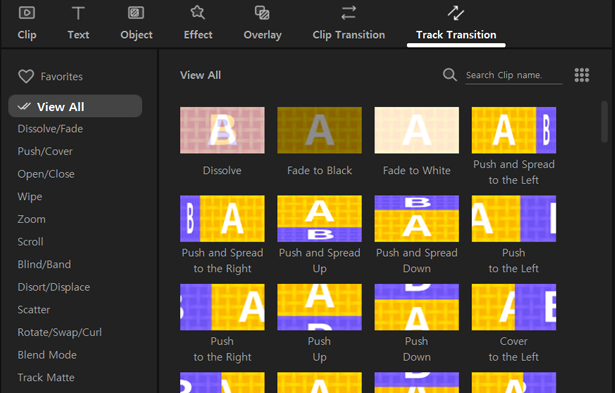 Clip Text Object Effect Overlay Clip Transition Track Transition
Favorites
View All
Dissolve/Fade
Push/Cover
Open/Close
Wipe
Zoom
Scroll
Blind/Band
Disort/Displace
Scatter
Rotate/Swap/Curl
Blend Mode
Track Matte
View All
Search Clip name.
B A A A B
Dissolve
Fade to Black
Fade to White
Push and Spread
to the Left
B A A B B A A
Push and Spread
to the Right
Push and Spread
Up
Push and Spread
Down
Push
to the Left
A A A A
Push
to the Right
Push
Up
Push
Down
Cover
to the Left